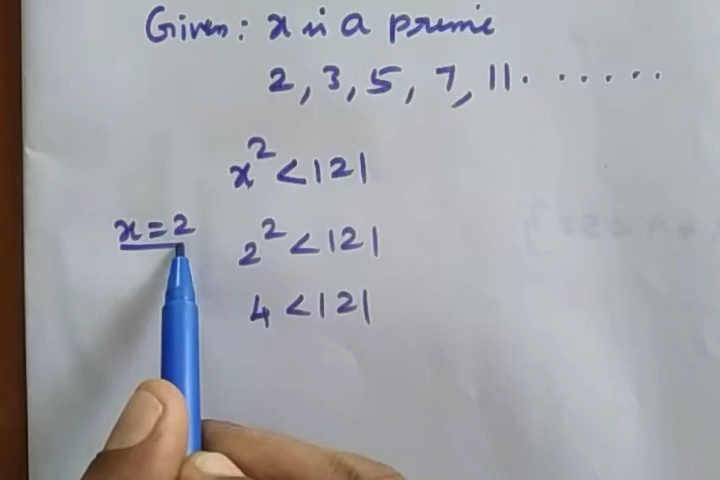 Given: x is a prime
2, 3, 5, 7, 11. .....
x² < 121
x = 2 2² < 121
4 < 121